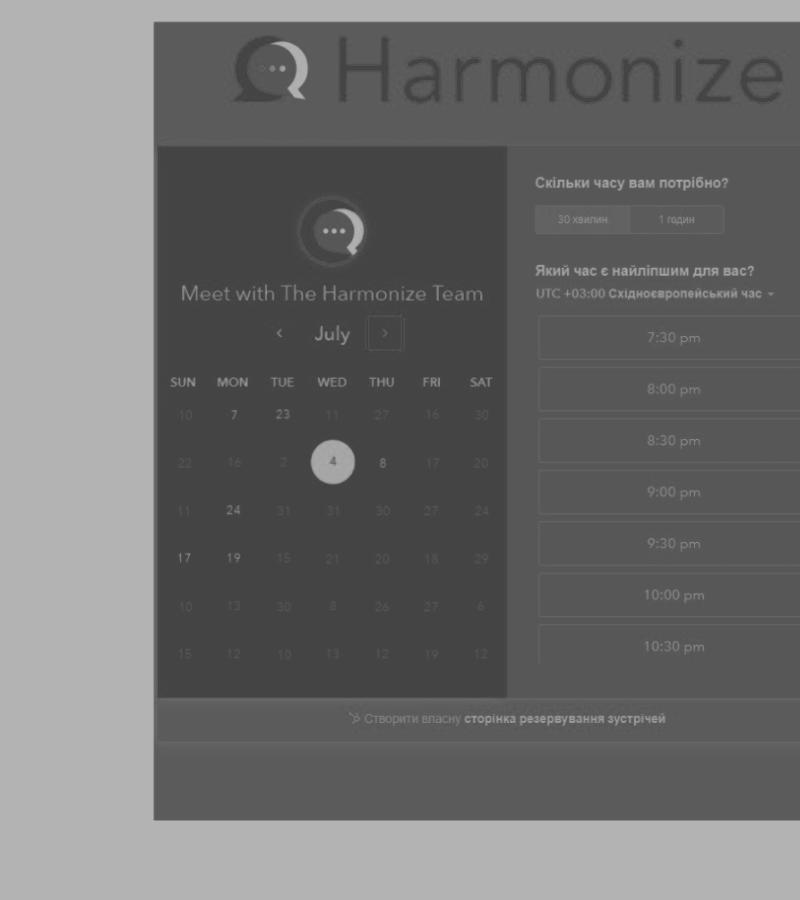 Harmonize
Meet with The Harmonize Team
July
SUN MON TUE WED THU FRI SAT
10 7 23 11 27 16 30
22 16 2 4 8 17 20
11 24 31 31 30 27 24
17 19 15 21 20 18 29
10 13 30 8 26 27 6
15 12 10 13 12 19 12
Скільки часу вам потрібно?
30 хвилин 1 годин
Який час є найліпшим для вас?
UTC +03:00 Східноєвропейський час
7:30 pm
8:00 pm
8:30 pm
9:00 pm
9:30 pm
10:00 pm
10:30 pm
Створити власну сторінка резервування зустрічей